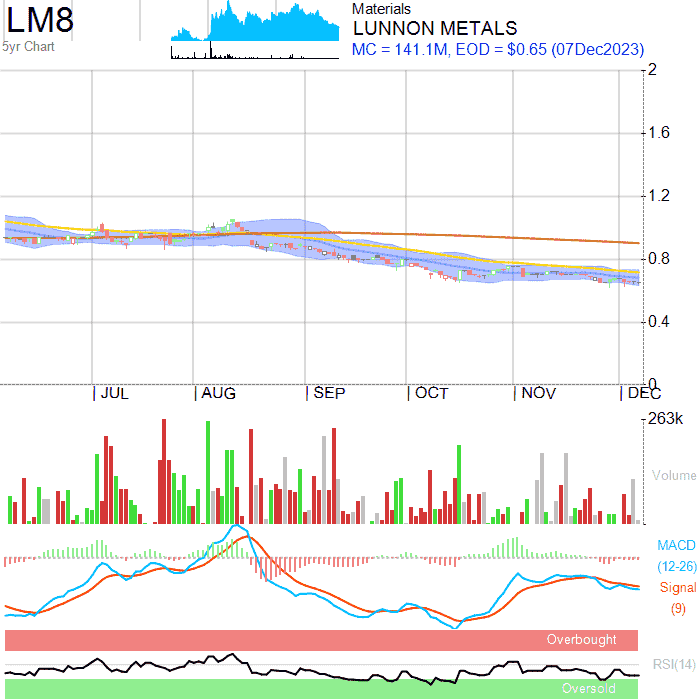 LM8
5yr Chart
Materials
LUNNON METALS
MC = 141.1M, EOD = $0.65 (07Dec2023)
2
1.6
1.2
0.8
0.4
0
JUL AUG SEP OCT NOV DEC
263k
Volume
MACD
(12-26)
Signal
(9)
Overbought
RSI(14)
Oversold